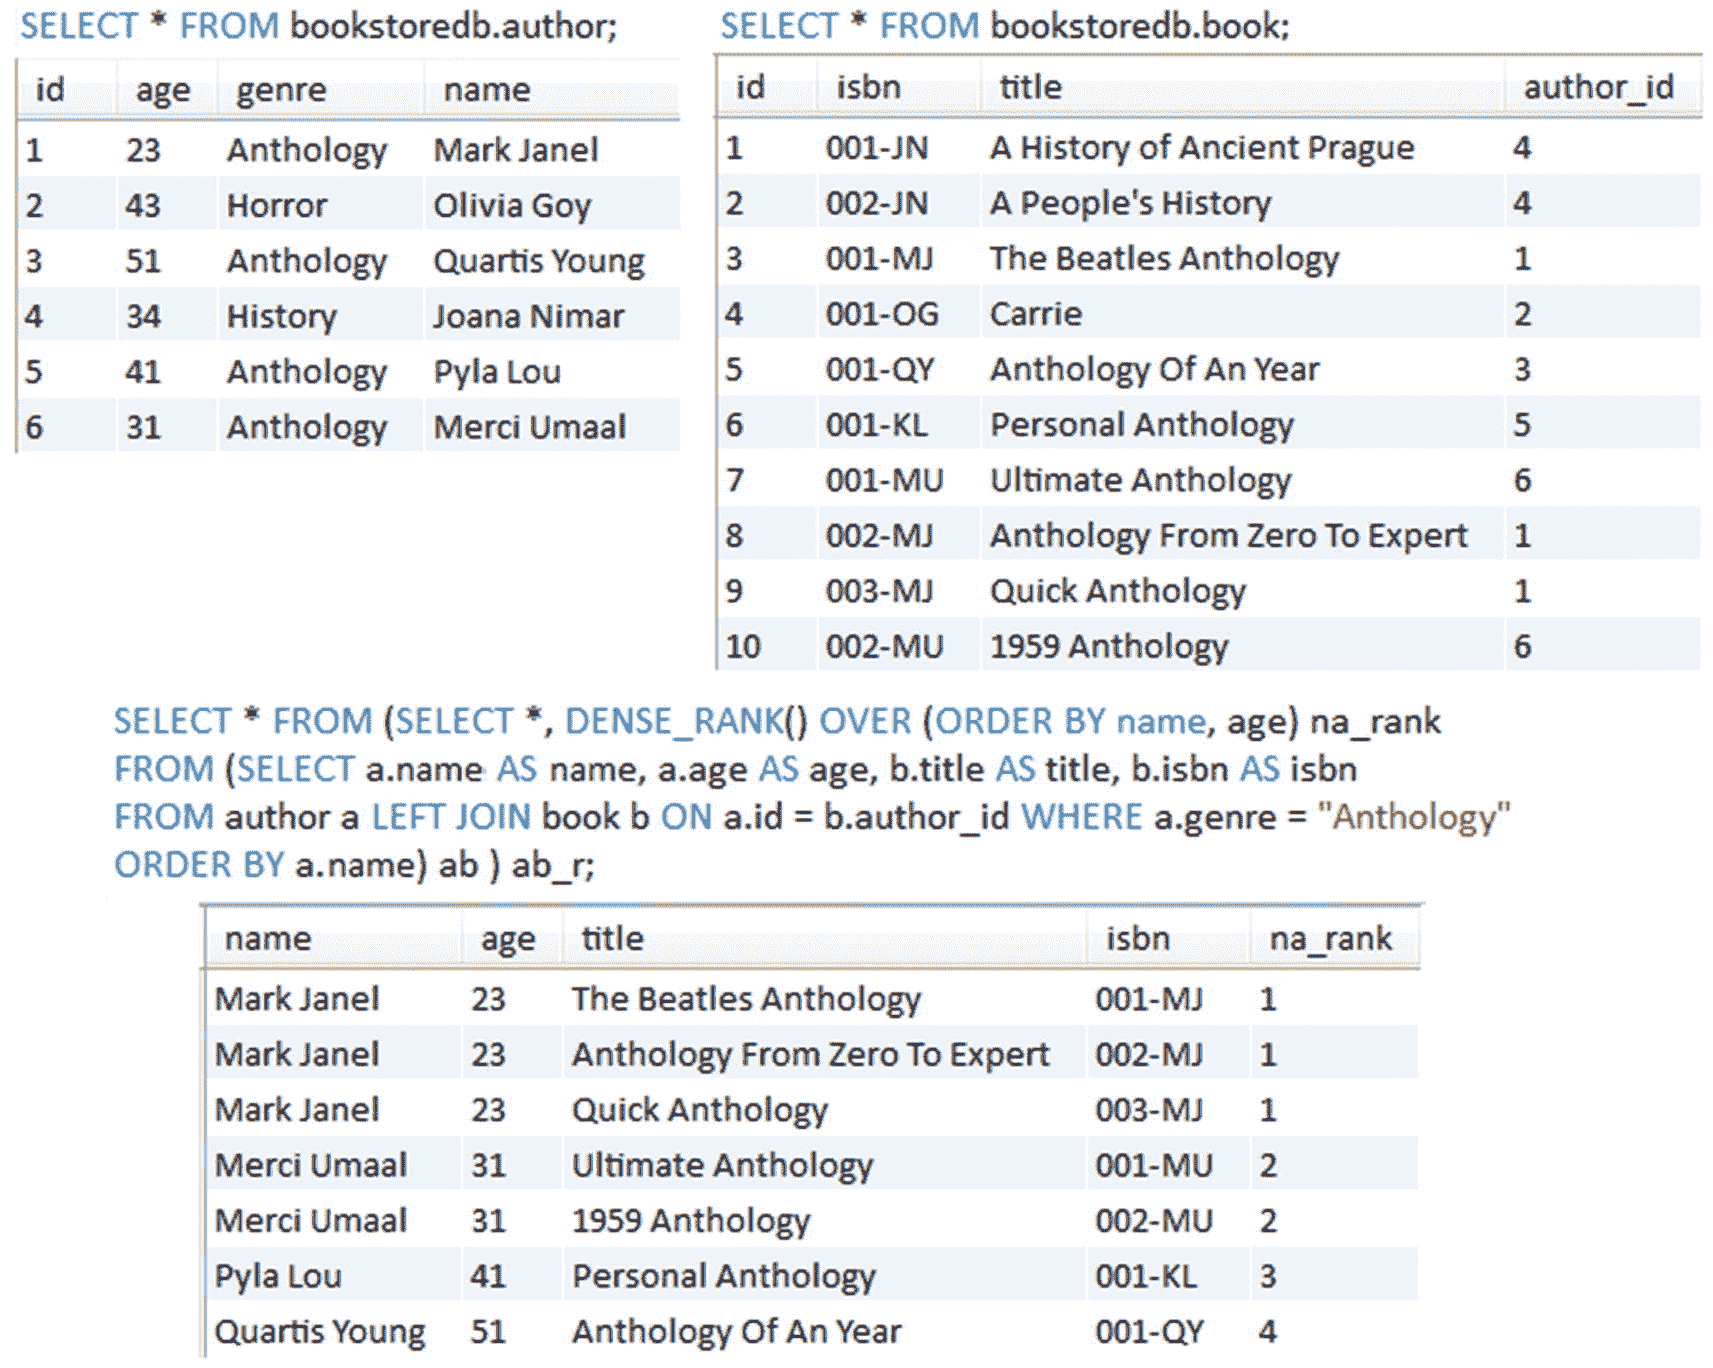 SELECT * FROM bookstoredb.author;
id age genre name
1 23 Anthology Mark Janel
2 43 Horror Olivia Goy
3 51 Anthology Quartis Young
4 34 History Joana Nimar
5 41 Anthology Pyla Lou
6 31 Anthology Merci Umaal
SELECT * FROM bookstoredb.book;
id isbn title author_id
1 001-JN A History of Ancient Prague 4
2 002-JN A People's History 4
3 001-MJ The Beatles Anthology 1
4 001-OG Carrie 2
5 001-QY Anthology Of An Year 3
6 001-KL Personal Anthology 5
7 001-MU Ultimate Anthology 6
8 002-MJ Anthology From Zero To Expert 1
9 003-MJ Quick Anthology 1
10 002-MU 1959 Anthology 6
SELECT * FROM (SELECT *, DENSE_RANK() OVER (ORDER BY name, age) na_rank
FROM (SELECT a.name AS name, a.age AS age, b.title AS title, b.isbn AS isbn
FROM author a LEFT JOIN book b ON a.id = b.author_id WHERE a.genre = "Anthology"
ORDER BY a.name) ab ) ab_r;
name age title isbn na_rank
Mark Janel 23 The Beatles Anthology 001-MJ 1
Mark Janel 23 Anthology From Zero To Expert 002-MJ 1
Mark Janel 23 Quick Anthology 003-MJ 1
Merci Umaal 31 Ultimate Anthology 001-MU 2
Merci Umaal 31 1959 Anthology 002-MU 2
Pyla Lou 41 Personal Anthology 001-KL 3
Quartis Young 51 Anthology Of An Year 001-QY 4